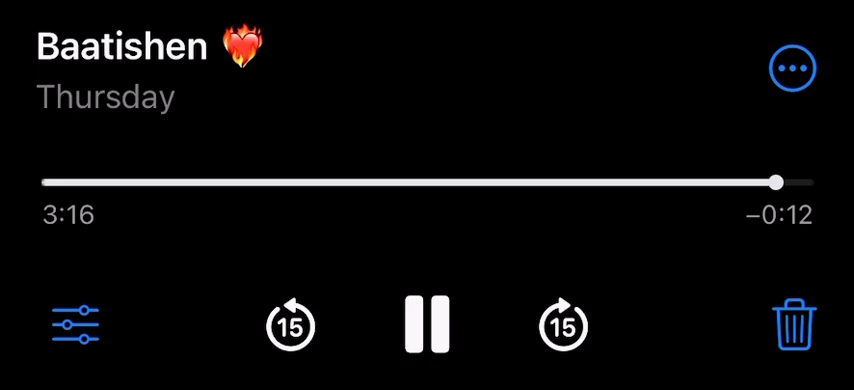 Baatishen ❤️‍🔥
Thursday
3:16
–0:12
15
15